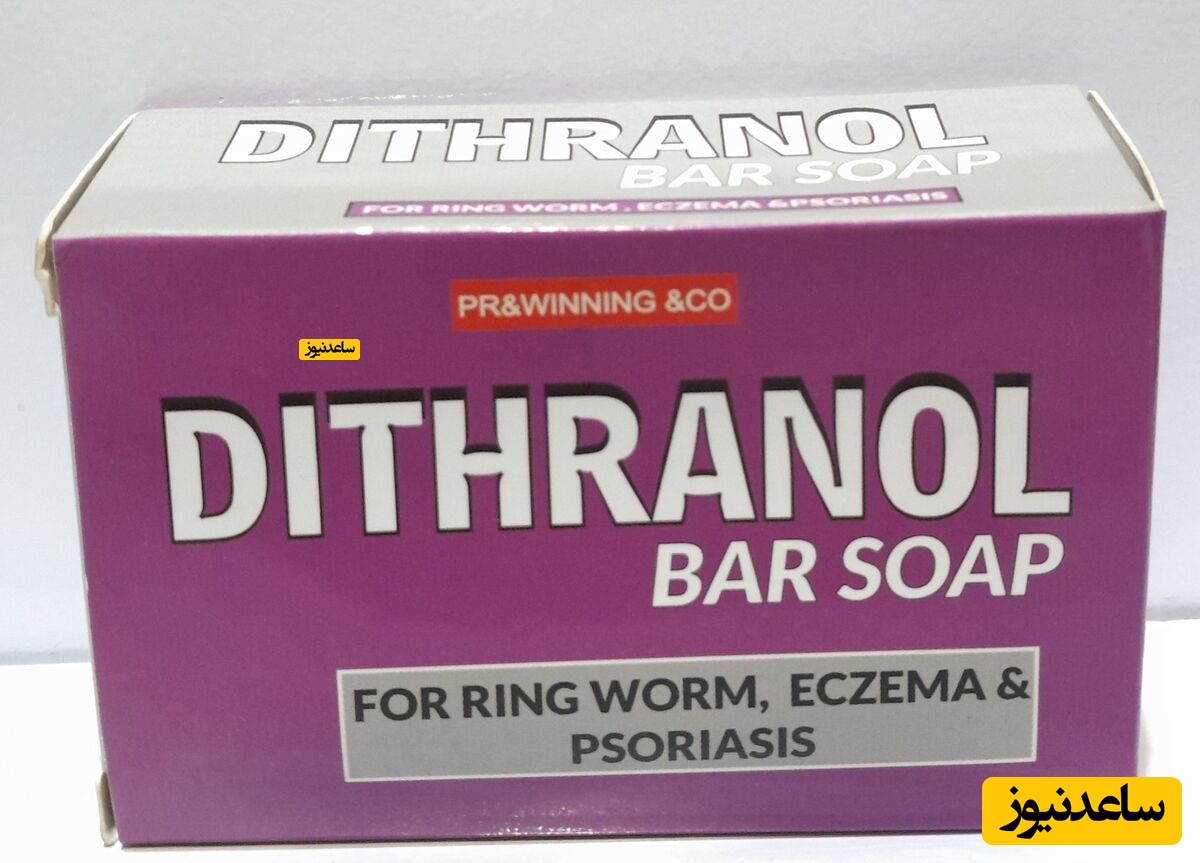 DITHRANOL
BAR SOAP
FOR RING WORM , ECZEMA &PSORIASIS
PR&WINNING &CO
ساعدنیوز
DITHRANOL
BAR SOAP
FOR RING WORM, ECZEMA &
PSORIASIS
ساعدنیوز